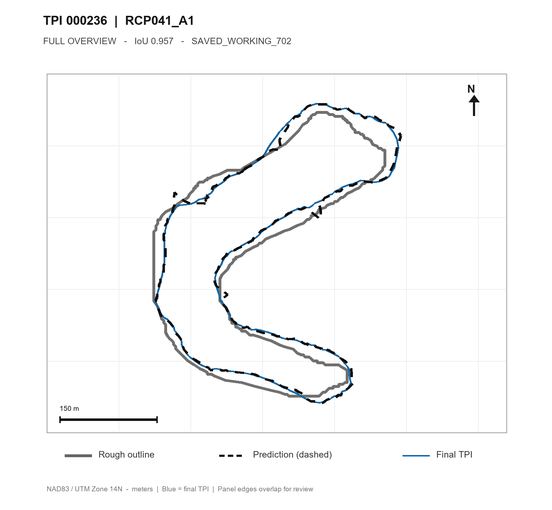 TPI 000236 | RCP041_A1
FULL OVERVIEW - IoU 0.957 - SAVED_WORKING_702
N
150 m
Rough outline
Prediction (dashed)
Final TPI
NAD83 / UTM Zone 14N - meters | Blue = final TPI | Panel edges overlap for review